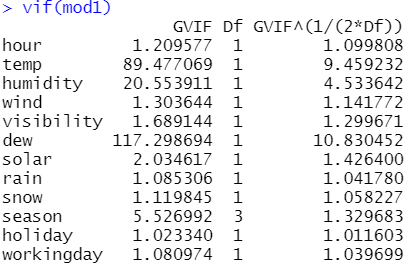 > vif(mod1)
GVIF Df GVIF^(1/(2*Df))
hour 1.209577 1 1.099808
temp 89.477069 1 9.459232
humidity 20.553911 1 4.533642
wind 1.303644 1 1.141772
visibility 1.689144 1 1.299671
dew 117.298694 1 10.830452
solar 2.034617 1 1.426400
rain 1.085306 1 1.041780
snow 1.119845 1 1.058227
season 5.526992 3 1.329683
holiday 1.023340 1 1.011603
workingday 1.080974 1 1.039699